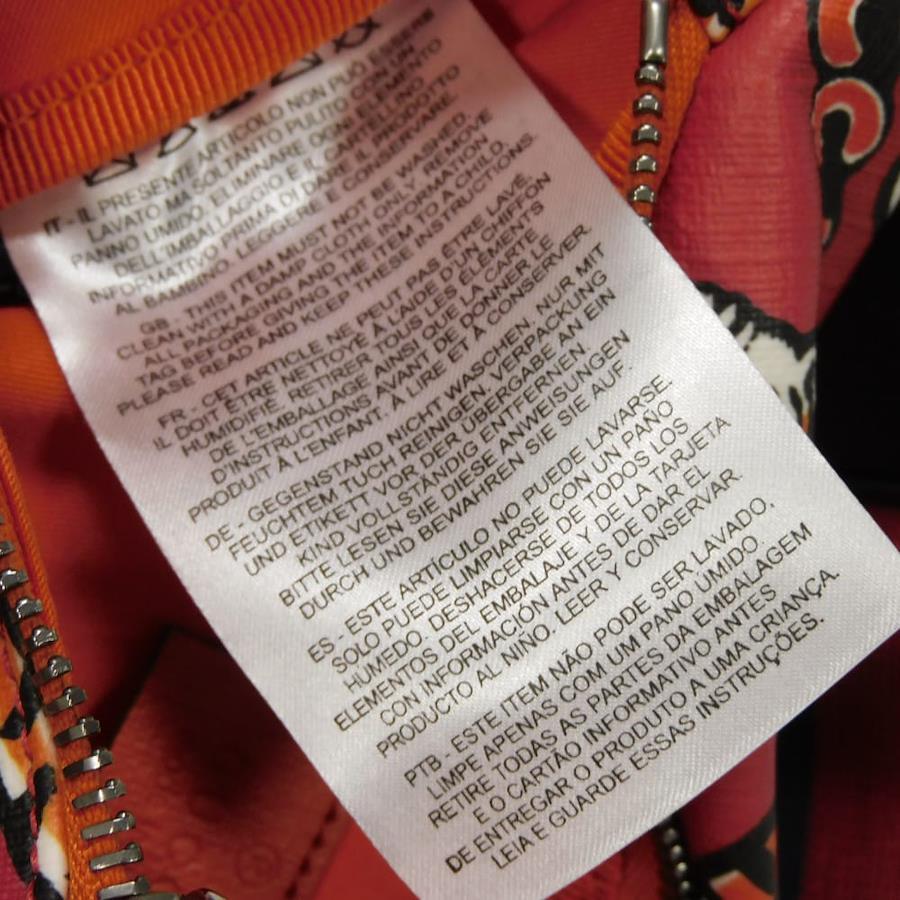 IT - IL PRESENTE ARTICOLO NON PUÒ ESSERE
LAVATO MA SOLTANTO PULITO CON UN
PANNO UMIDO. ELIMINARE OGNI ELEMENTO
DELL'IMBALLAGGIO E IL CARTELLINO
INFORMATIVO PRIMA DI DARE IL PRODOTTO
AL BAMBINO. LEGGERE E CONSERVARE.
GB - THIS ITEM MUST NOT BE WASHED,
CLEAN WITH A DAMP CLOTH ONLY. REMOVE
ALL PACKAGING AND THE INFORMATION
TAG BEFORE GIVING THE ITEM TO A CHILD.
PLEASE READ AND KEEP THESE INSTRUCTIONS.
FR - CET ARTICLE NE PEUT PAS ÊTRE LAVÉ,
IL DOIT ÊTRE NETTOYÉ À L'AIDE D'UN CHIFFON
HUMIDIFIÉ. RETIRER TOUS LES ÉLÉMENTS
DE L'EMBALLAGE AINSI QUE LA CARTE
D'INSTRUCTIONS AVANT DE DONNER LE
PRODUIT À L'ENFANT. À LIRE ET À CONSERVER
DE - GEGENSTAND NICHT WASCHEN, NUR MIT
FEUCHTEM TUCH REINIGEN. VERPACKUNG
UND ETIKETT VOR DER ÜBERGABE AN EIN
KIND VOLLSTÄNDIG ENTFERNEN.
BITTE LESEN SIE DIESE ANWEISUNGEN
DURCH UND BEWAHREN SIE SIE AUF.
ES - ESTE ARTÍCULO NO PUEDE LAVARSE.
SOLO PUEDE LIMPIARSE CON UN PAÑO
HUMEDO. DESHACERSE DE TODOS LOS
ELEMENTOS DEL EMBALAJE Y DE LA TARJETA
CON INFORMACIÓN ANTES DE DAR EL
PRODUCTO AL NIÑO. LEER Y CONSERVAR.
PTB - ESTE ITEM NÃO PODE SER LAVADO.
LIMPE APENAS COM UM PANO ÚMIDO.
RETIRE TODAS AS PARTES DA EMBALAGEM
E O CARTÃO INFORMATIVO ANTES
DE ENTREGAR O PRODUTO A UMA CRIANÇA.
LEIA E GUARDE ESSAS INSTRUÇÕES.